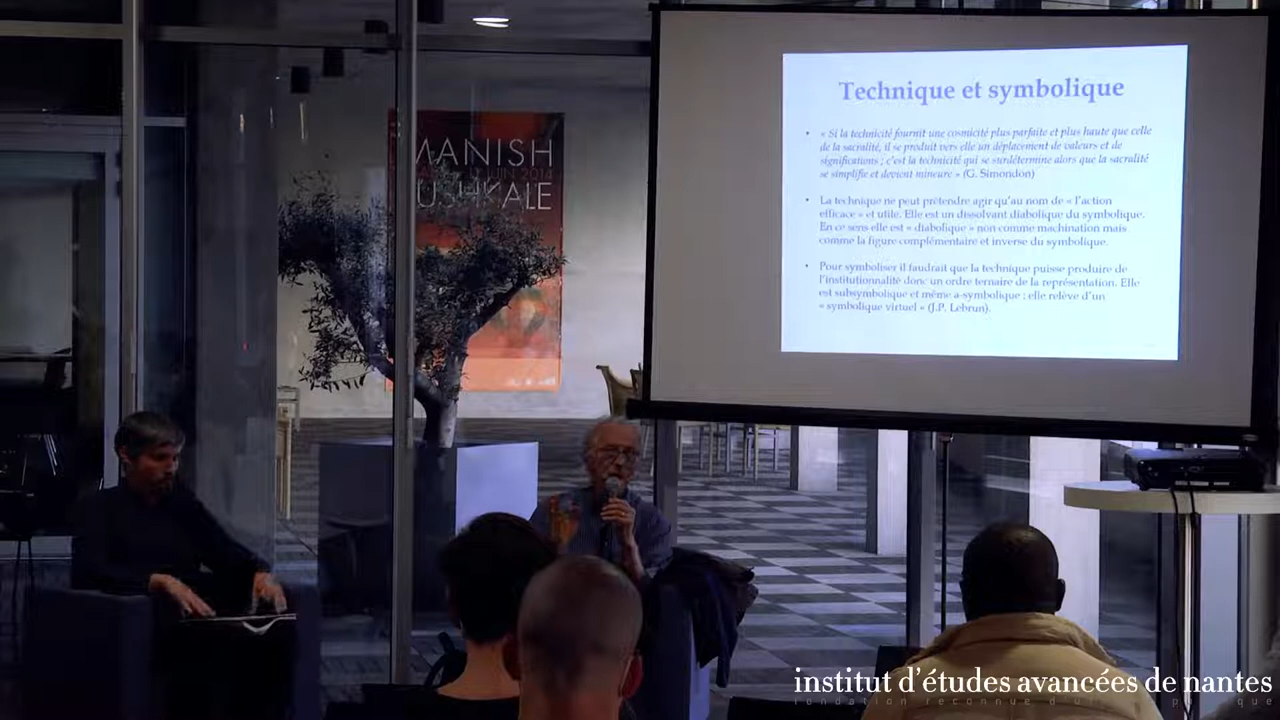 MANISH
JUIN 2014
PUSHKALE
Technique et symbolique
• « Si la technicité fournit une cosmicité plus parfaite et plus haute que celle
de la sacralité, il se produit vers elle un déplacement de valeurs et de
significations ; c'est la technicité qui se surdétermine alors que la sacralité
se simplifie et devient mineure » (G. Simondon)
• La technique ne peut prétendre agir qu'au nom de « l'action
efficace » et utile. Elle est un dissolvant diabolique du symbolique.
En ce sens elle est « diabolique » non comme machination mais
comme la figure complémentaire et inverse du symbolique.
• Pour symboliser il faudrait que la technique puisse produire de
l'institutionnalité donc un ordre ternaire de la représentation. Elle
est subsymbolique et même a-symbolique : elle relève d'un
« symbolique virtuel » (J.P. Lebrun).
institut d'études avancées de nantes
fondation reconnue d'u